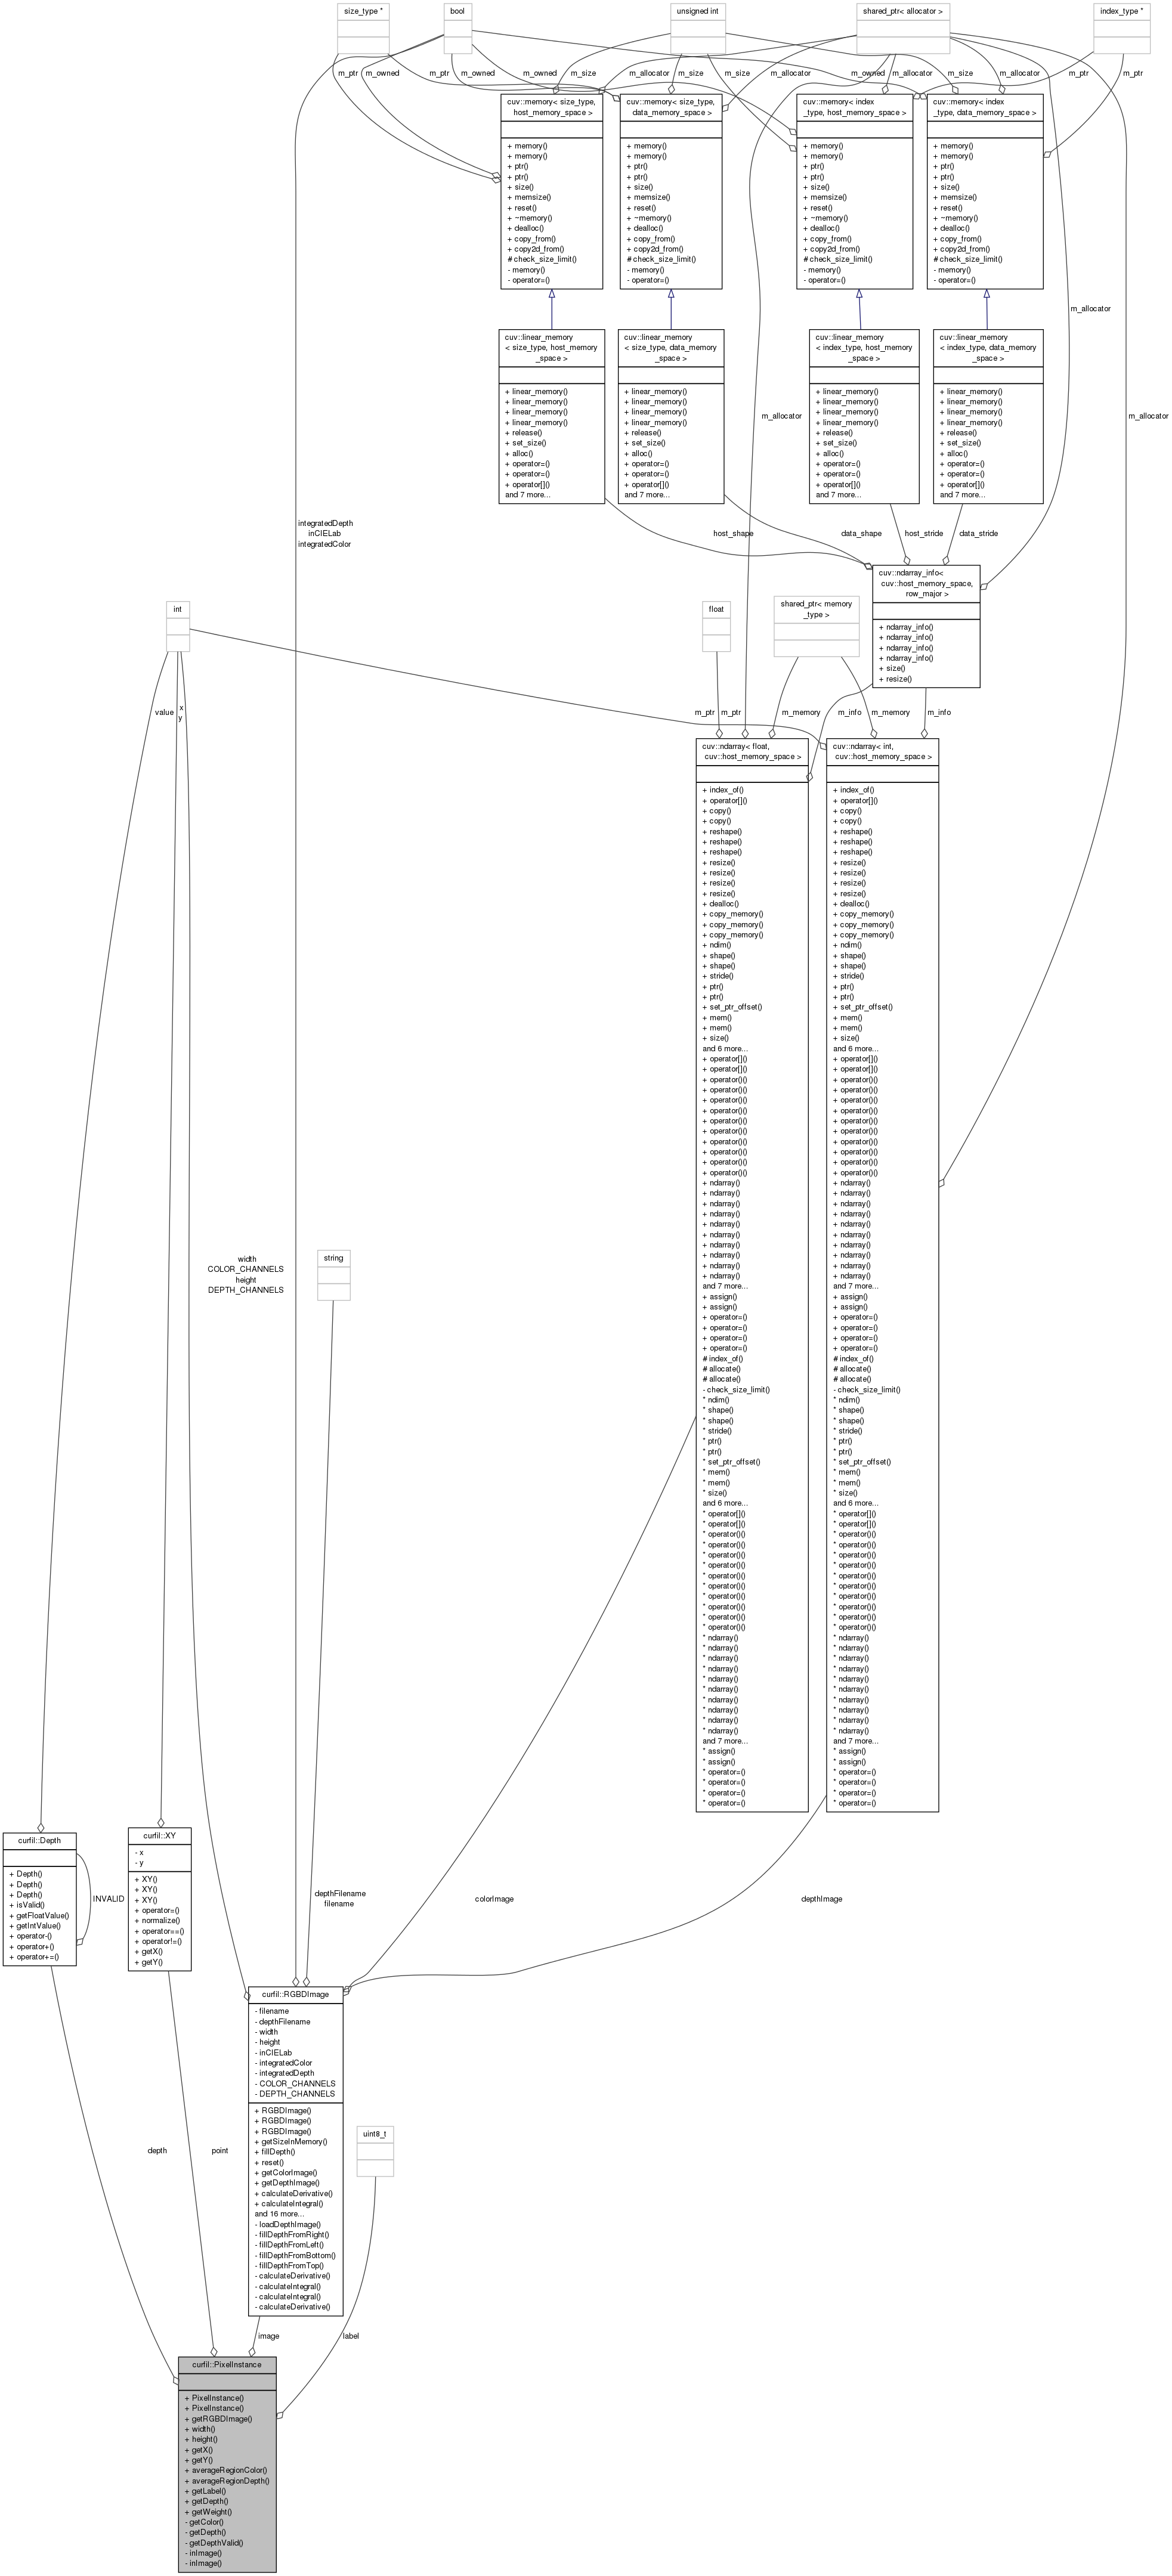 size_type *
bool
unsigned int
shared_ptr< allocator >
index_type *
m_ptr
m_owned
m_ptr
m_owned
m_owned
m_size
m_allocator
m_size
m_size
m_allocator
m_owned
m_allocator
m_size
m_allocator
m_ptr
m_ptr
cuv::memory< size_type,
host_memory_space >
+ memory()
+ memory()
+ ptr()
+ ptr()
+ size()
+ memsize()
+ reset()
+ ~memory()
+ dealloc()
+ copy_from()
+ copy2d_from()
# check_size_limit()
- memory()
- operator=()
cuv::memory< size_type,
data_memory_space >
+ memory()
+ memory()
+ ptr()
+ ptr()
+ size()
+ memsize()
+ reset()
+ ~memory()
+ dealloc()
+ copy_from()
+ copy2d_from()
# check_size_limit()
- memory()
- operator=()
cuv::memory< index
_type, host_memory_space >
+ memory()
+ memory()
+ ptr()
+ ptr()
+ size()
+ memsize()
+ reset()
+ ~memory()
+ dealloc()
+ copy_from()
+ copy2d_from()
# check_size_limit()
- memory()
- operator=()
cuv::memory< index
_type, data_memory_space >
+ memory()
+ memory()
+ ptr()
+ ptr()
+ size()
+ memsize()
+ reset()
+ ~memory()
+ dealloc()
+ copy_from()
+ copy2d_from()
# check_size_limit()
- memory()
- operator=()
m_allocator
m_allocator
m_allocator
cuv::linear_memory
< size_type, host_memory
_space >
+ linear_memory()
+ linear_memory()
+ linear_memory()
+ linear_memory()
+ release()
+ set_size()
+ alloc()
+ operator=()
+ operator=()
+ operator[]()
and 7 more...
cuv::linear_memory
< size_type, data_memory
_space >
+ linear_memory()
+ linear_memory()
+ linear_memory()
+ linear_memory()
+ release()
+ set_size()
+ alloc()
+ operator=()
+ operator=()
+ operator[]()
and 7 more...
cuv::linear_memory
< index_type, host_memory
_space >
+ linear_memory()
+ linear_memory()
+ linear_memory()
+ linear_memory()
+ release()
+ set_size()
+ alloc()
+ operator=()
+ operator=()
+ operator[]()
and 7 more...
cuv::linear_memory
< index_type, data_memory
_space >
+ linear_memory()
+ linear_memory()
+ linear_memory()
+ linear_memory()
+ release()
+ set_size()
+ alloc()
+ operator=()
+ operator=()
+ operator[]()
and 7 more...
integratedDepth
inCIELab
integratedColor
host_shape
data_shape
host_stride
data_stride
cuv::ndarray_info<
cuv::host_memory_space,
row_major >
+ ndarray_info()
+ ndarray_info()
+ ndarray_info()
+ ndarray_info()
+ size()
+ resize()
int
float
shared_ptr< memory
_type >
value
x
y
m_ptr
m_ptr
m_memory
m_info
m_memory
m_info
cuv::ndarray< float,
cuv::host_memory_space >
+ index_of()
+ operator[]()
+ copy()
+ copy()
+ reshape()
+ reshape()
+ reshape()
+ resize()
+ resize()
+ resize()
+ resize()
+ dealloc()
+ copy_memory()
+ copy_memory()
+ copy_memory()
+ ndim()
+ shape()
+ shape()
+ stride()
+ ptr()
+ ptr()
+ set_ptr_offset()
+ mem()
+ mem()
+ size()
and 6 more...
+ operator[]()
+ operator[]()
+ operator()()
+ operator()()
+ operator()()
+ operator()()
+ operator()()
+ operator()()
+ operator()()
+ operator()()
+ operator()()
+ operator()()
+ ndarray()
+ ndarray()
+ ndarray()
+ ndarray()
+ ndarray()
+ ndarray()
+ ndarray()
+ ndarray()
+ ndarray()
+ ndarray()
and 7 more...
+ assign()
+ assign()
+ operator=()
+ operator=()
+ operator=()
+ operator=()
# index_of()
# allocate()
# allocate()
- check_size_limit()
* ndim()
* shape()
* shape()
* stride()
* ptr()
* ptr()
* set_ptr_offset()
* mem()
* mem()
* size()
and 6 more...
* operator[]()
* operator[]()
* operator()()
* operator()()
* operator()()
* operator()()
* operator()()
* operator()()
* operator()()
* operator()()
* operator()()
* operator()()
* ndarray()
* ndarray()
* ndarray()
* ndarray()
* ndarray()
* ndarray()
* ndarray()
* ndarray()
* ndarray()
* ndarray()
and 7 more...
* assign()
* assign()
* operator=()
* operator=()
* operator=()
* operator=()
cuv::ndarray< int,
cuv::host_memory_space >
+ index_of()
+ operator[]()
+ copy()
+ copy()
+ reshape()
+ reshape()
+ reshape()
+ resize()
+ resize()
+ resize()
+ resize()
+ dealloc()
+ copy_memory()
+ copy_memory()
+ copy_memory()
+ ndim()
+ shape()
+ shape()
+ stride()
+ ptr()
+ ptr()
+ set_ptr_offset()
+ mem()
+ mem()
+ size()
and 6 more...
+ operator[]()
+ operator[]()
+ operator()()
+ operator()()
+ operator()()
+ operator()()
+ operator()()
+ operator()()
+ operator()()
+ operator()()
+ operator()()
+ operator()()
+ ndarray()
+ ndarray()
+ ndarray()
+ ndarray()
+ ndarray()
+ ndarray()
+ ndarray()
+ ndarray()
+ ndarray()
+ ndarray()
and 7 more...
+ assign()
+ assign()
+ operator=()
+ operator=()
+ operator=()
+ operator=()
# index_of()
# allocate()
# allocate()
- check_size_limit()
* ndim()
* shape()
* shape()
* stride()
* ptr()
* ptr()
* set_ptr_offset()
* mem()
* mem()
* size()
and 6 more...
* operator[]()
* operator[]()
* operator()()
* operator()()
* operator()()
* operator()()
* operator()()
* operator()()
* operator()()
* operator()()
* operator()()
* operator()()
* ndarray()
* ndarray()
* ndarray()
* ndarray()
* ndarray()
* ndarray()
* ndarray()
* ndarray()
* ndarray()
* ndarray()
and 7 more...
* assign()
* assign()
* operator=()
* operator=()
* operator=()
* operator=()
width
COLOR_CHANNELS
height
DEPTH_CHANNELS
string
curfil::Depth
+ Depth()
+ Depth()
+ Depth()
+ isValid()
+ getFloatValue()
+ getIntValue()
+ operator-()
+ operator+()
+ operator+=()
INVALID
curfil::XY
- x
- y
+ XY()
+ XY()
+ XY()
+ operator=()
+ normalize()
+ operator==()
+ operator!=()
+ getX()
+ getY()
depthFilename
filename
colorImage
depthImage
curfil::RGBDImage
- filename
- depthFilename
- width
- height
- inCIELab
- integratedColor
- integratedDepth
- COLOR_CHANNELS
- DEPTH_CHANNELS
+ RGBDImage()
+ RGBDImage()
+ RGBDImage()
+ getSizeInMemory()
+ fillDepth()
+ reset()
+ getColorImage()
+ getDepthImage()
+ calculateDerivative()
+ calculateIntegral()
and 16 more...
- loadDepthImage()
- fillDepthFromRight()
- fillDepthFromLeft()
- fillDepthFromBottom()
- fillDepthFromTop()
- calculateDerivative()
- calculateIntegral()
- calculateIntegral()
- calculateDerivative()
uint8_t
depth
point
image
label
curfil::PixelInstance
+ PixelInstance()
+ PixelInstance()
+ getRGBDImage()
+ width()
+ height()
+ getX()
+ getY()
+ averageRegionColor()
+ averageRegionDepth()
+ getLabel()
+ getDepth()
+ getWeight()
- getColor()
- getDepth()
- getDepthValid()
- inImage()
- inImage()